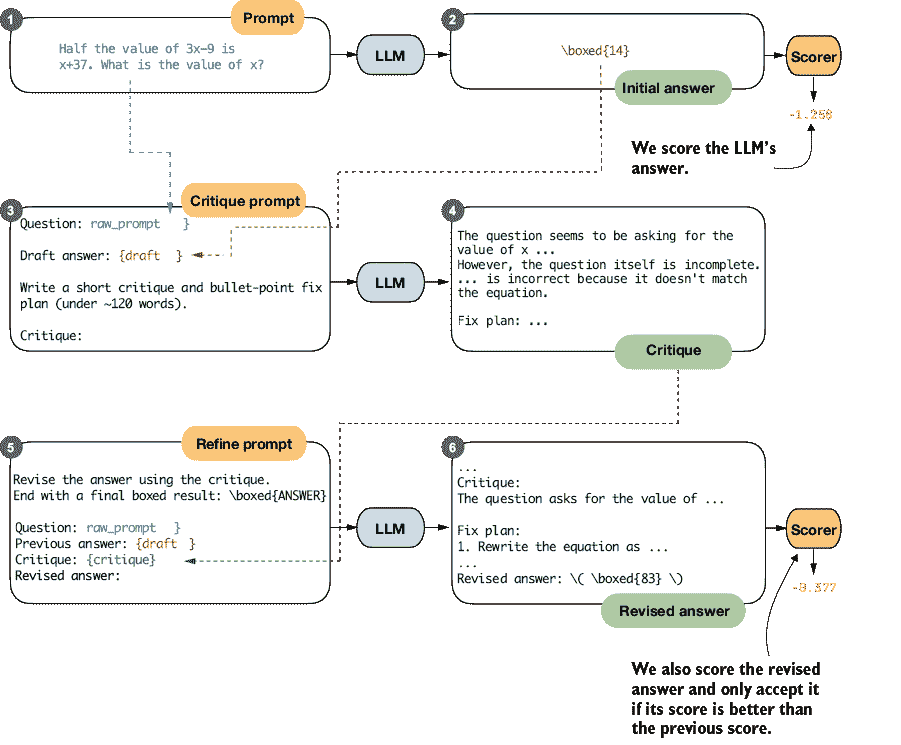 1
Prompt
Half the value of 3x-9 is
x+37. What is the value of x?
LLM
2
\boxed{14}
Initial answer
Scorer
-1.258
We score the LLM's
answer.
3
Critique prompt
Question: raw_prompt }
Draft answer: {draft }
Write a short critique and bullet-point fix
plan (under ~120 words).
Critique:
LLM
4
The question seems to be asking for the
value of x ...
However, the question itself is incomplete.
... is incorrect because it doesn't match
the equation.
Fix plan: ...
Critique
5
Refine prompt
Revise the answer using the critique.
End with a final boxed result: \boxed{ANSWER}
Question: raw_prompt }
Previous answer: {draft }
Critique: {critique}
Revised answer:
LLM
6
...
Critique:
The question asks for the value of ...
Fix plan:
1. Rewrite the equation as ...
...
Revised answer: \( \boxed{83} \)
Revised answer
Scorer
We also score the revised
answer and only accept it
if its score is better than
the previous score.